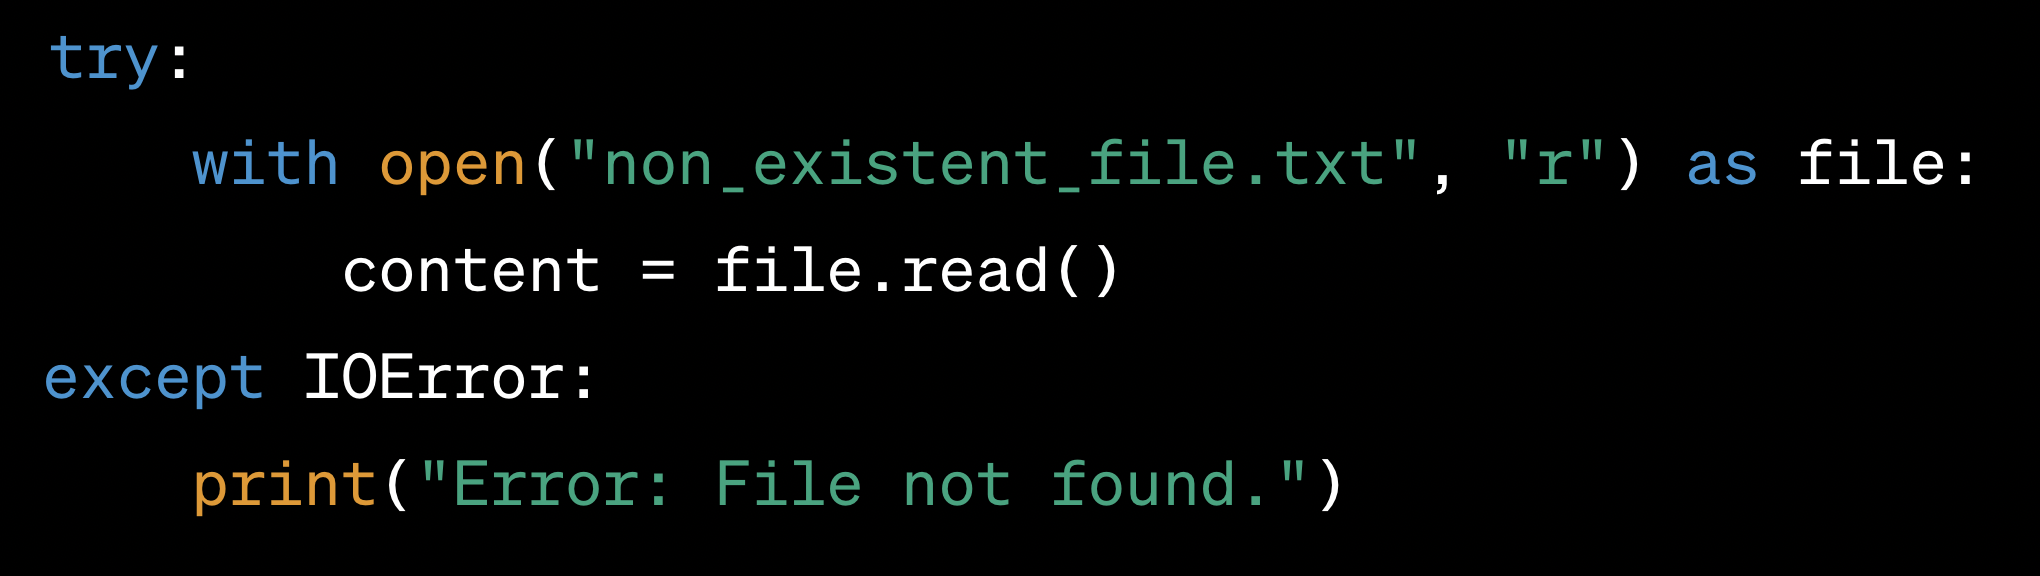 try:
    with open("non_existent_file.txt", "r") as file:
        content = file.read()
except IOError:
    print("Error: File not found.")